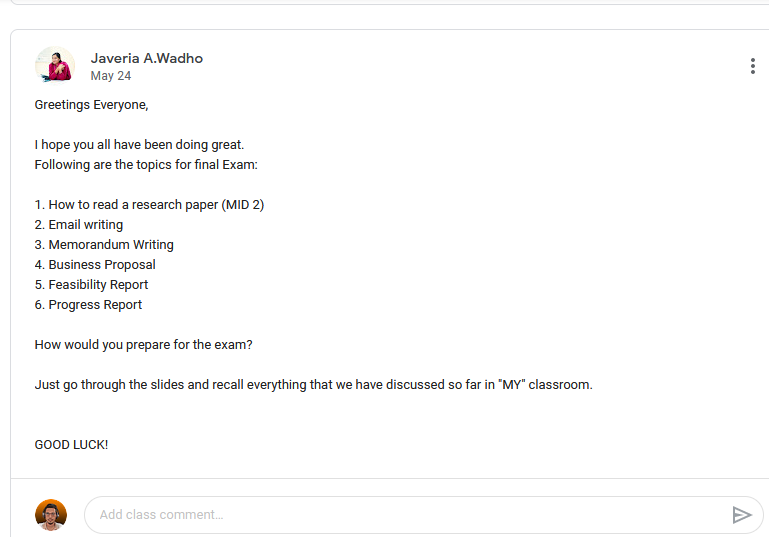 Javeria A.Wadho
May 24
Greetings Everyone,
I hope you all have been doing great.
Following are the topics for final Exam:
1. How to read a research paper (MID 2)
2. Email writing
3. Memorandum Writing
4. Business Proposal
5. Feasibility Report
6. Progress Report
How would you prepare for the exam?
Just go through the slides and recall everything that we have discussed so far in "MY" classroom.
GOOD LUCK!
Add class comment...